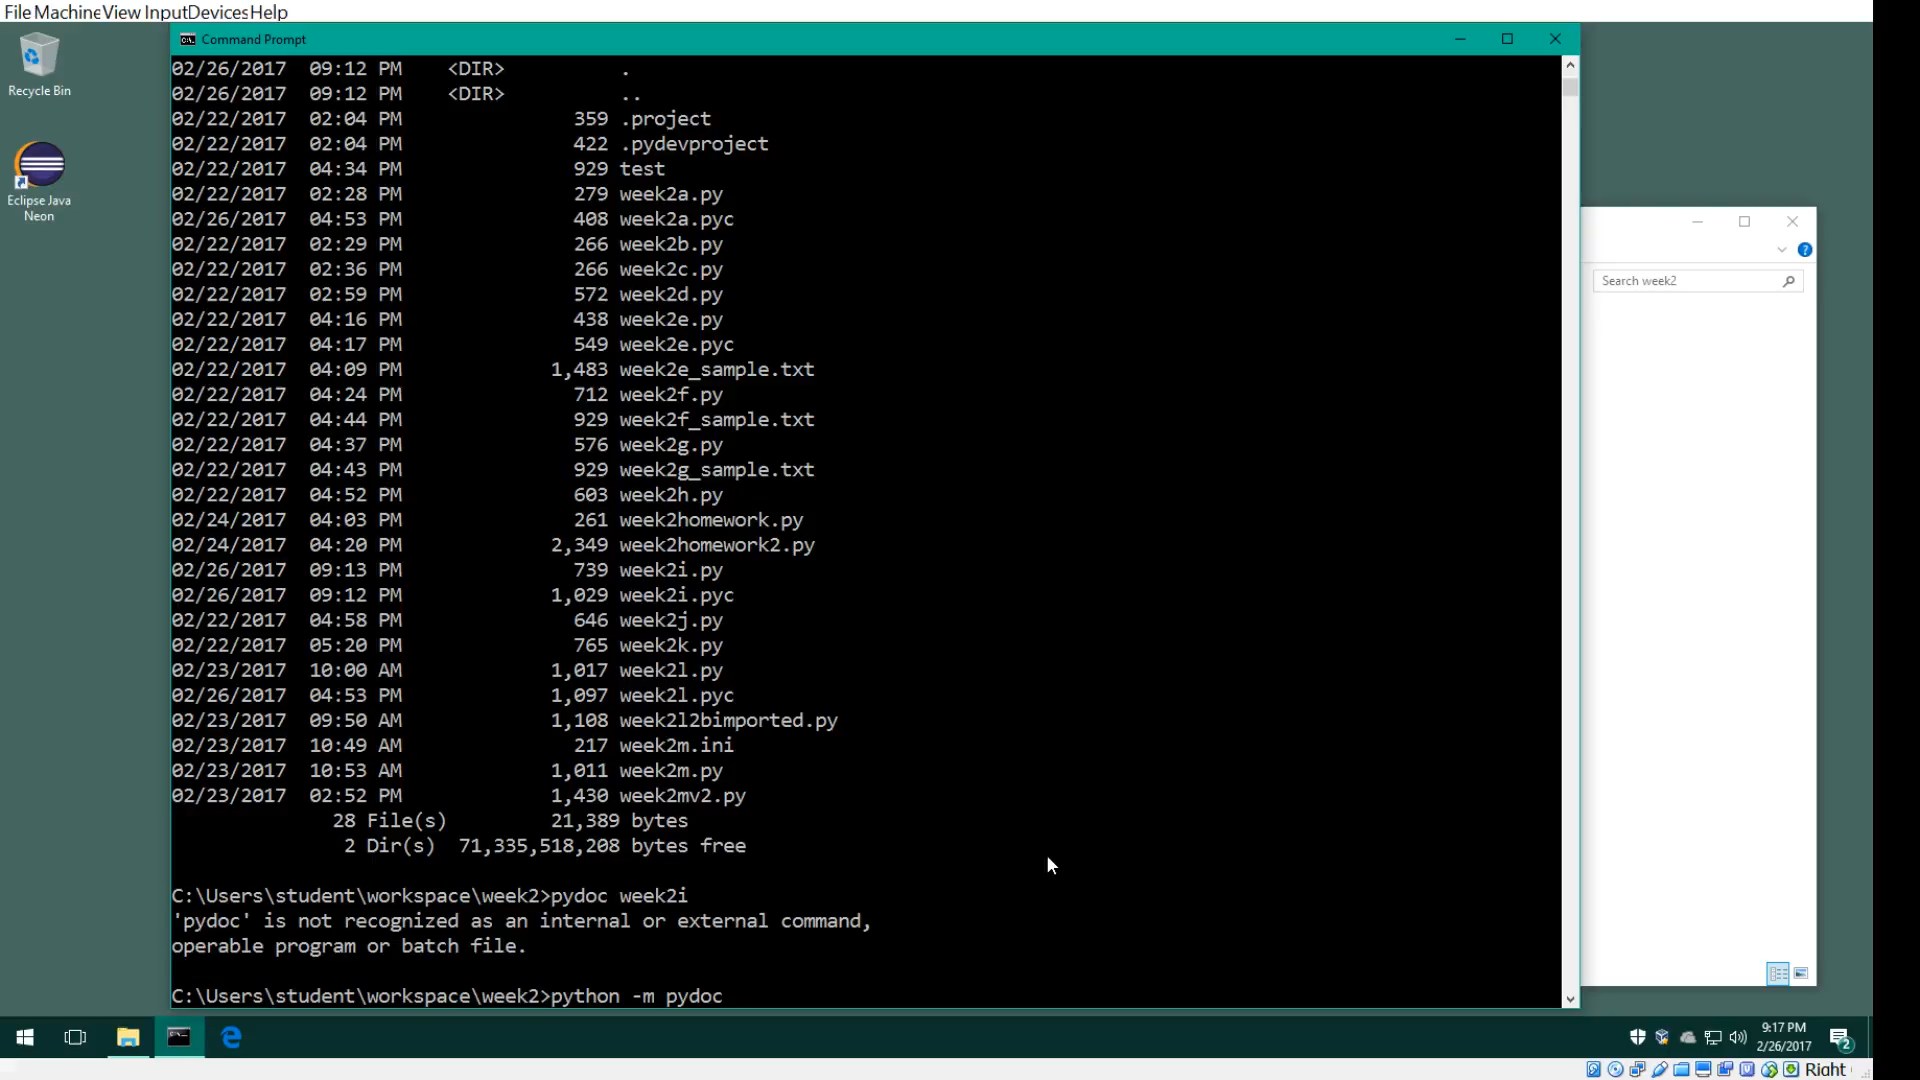 File Machine View Input Devices Help
Recycle Bin
Eclipse Java
Neon
Command Prompt
02/26/2017  09:12 PM    <DIR>          .
02/26/2017  09:12 PM    <DIR>          ..
02/22/2017  02:04 PM               359 .project
02/22/2017  02:04 PM               422 .pydevproject
02/22/2017  04:34 PM               929 test
02/22/2017  02:28 PM               279 week2a.py
02/26/2017  04:53 PM               408 week2a.pyc
02/22/2017  02:29 PM               266 week2b.py
02/22/2017  02:36 PM               266 week2c.py
02/22/2017  02:59 PM               572 week2d.py
02/22/2017  04:16 PM               438 week2e.py
02/22/2017  04:17 PM               549 week2e.pyc
02/22/2017  04:09 PM             1,483 week2e_sample.txt
02/22/2017  04:24 PM               712 week2f.py
02/22/2017  04:44 PM               929 week2f_sample.txt
02/22/2017  04:37 PM               576 week2g.py
02/22/2017  04:43 PM               929 week2g_sample.txt
02/22/2017  04:52 PM               603 week2h.py
02/24/2017  04:03 PM               261 week2homework.py
02/24/2017  04:20 PM             2,349 week2homework2.py
02/26/2017  09:13 PM               739 week2i.py
02/26/2017  09:12 PM             1,029 week2i.pyc
02/22/2017  04:58 PM               646 week2j.py
02/22/2017  05:20 PM               765 week2k.py
02/23/2017  10:00 AM             1,017 week2l.py
02/26/2017  04:53 PM             1,097 week2l.pyc
02/23/2017  09:50 AM             1,108 week2l2bimported.py
02/23/2017  10:49 AM               217 week2m.ini
02/23/2017  10:53 AM             1,011 week2m.py
02/23/2017  02:52 PM             1,430 week2mv2.py
28 File(s)         21,389 bytes
2 Dir(s)  71,335,518,208 bytes free
C:\Users\student\workspace\week2>pydoc week2i
'pydoc' is not recognized as an internal or external command,
operable program or batch file.
C:\Users\student\workspace\week2>python -m pydoc
Search week2
9:17 PM
2/26/2017
2
Right